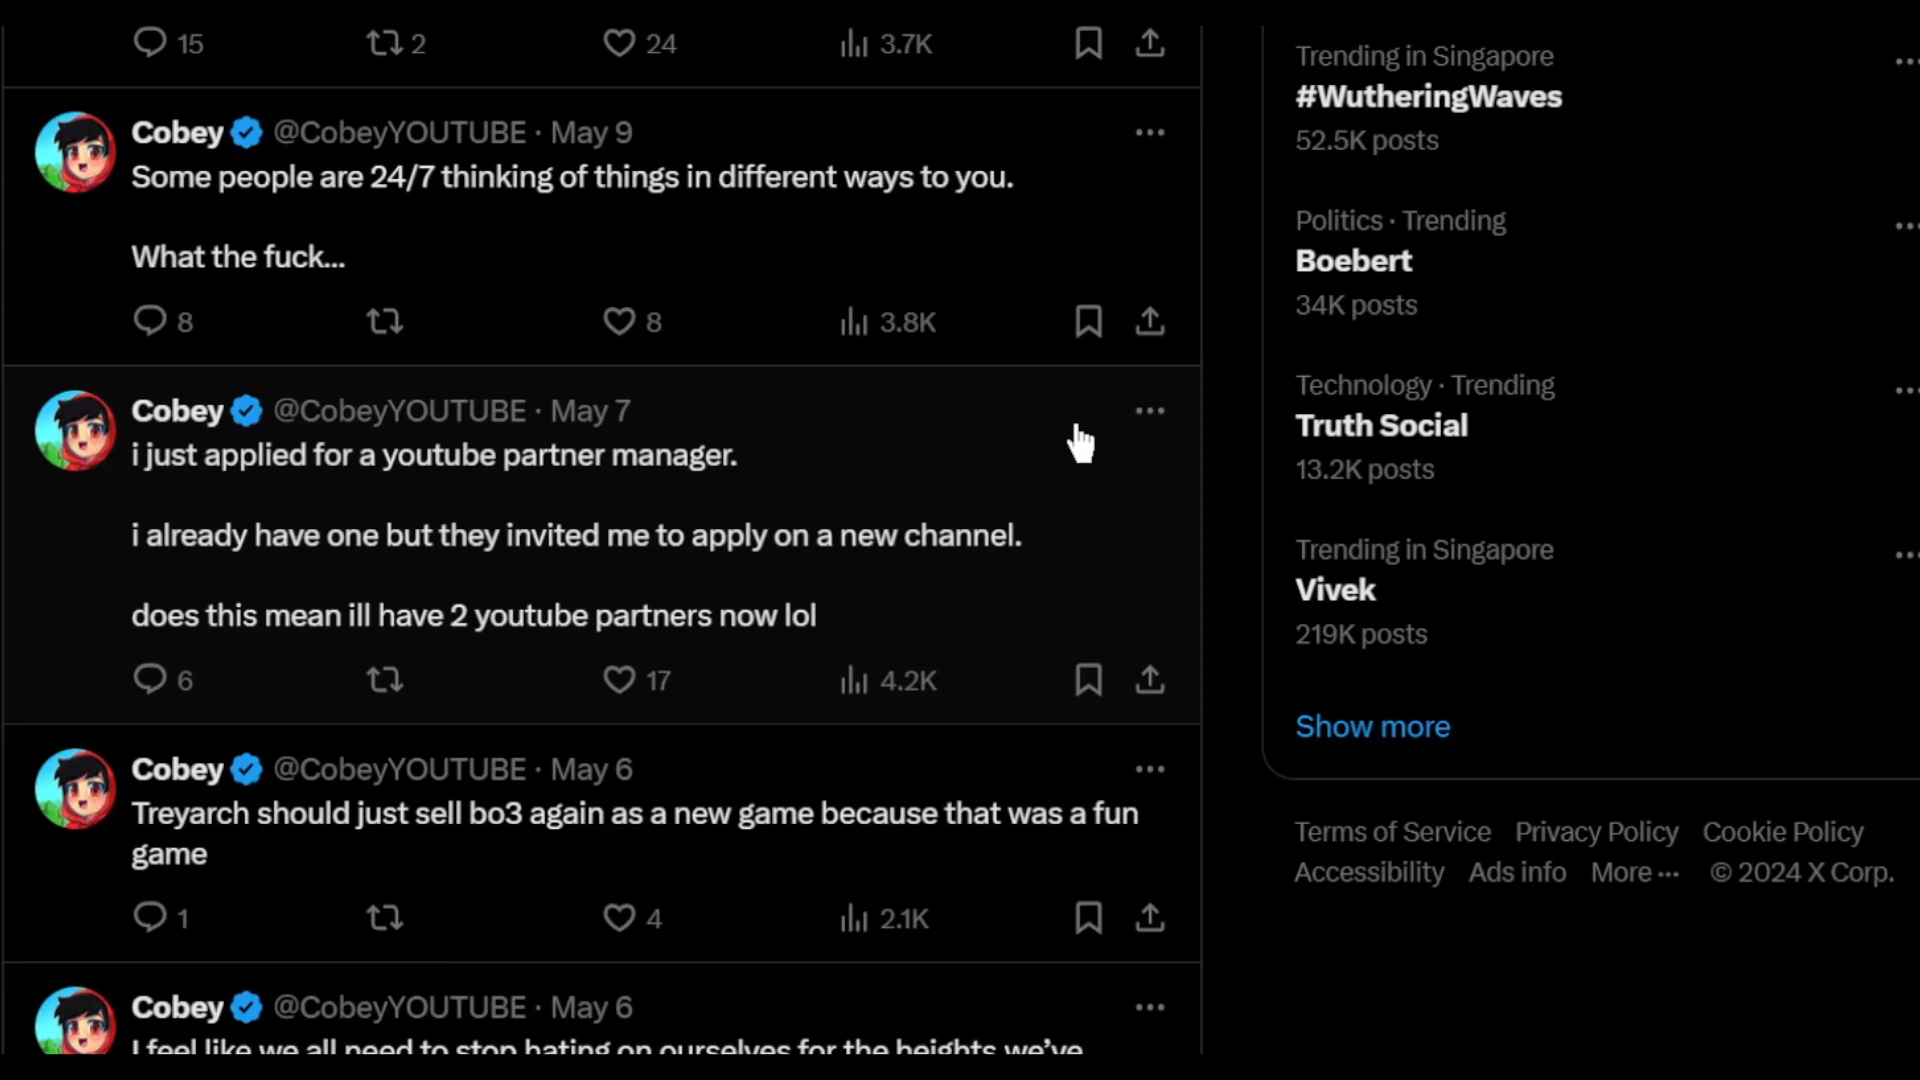 15 2 24 3.7K
Cobey @CobeyYOUTUBE · May 9 ···
Some people are 24/7 thinking of things in different ways to you.
What the fuck...
8 8 3.8K
Cobey @CobeyYOUTUBE · May 7 ···
i just applied for a youtube partner manager.
i already have one but they invited me to apply on a new channel.
does this mean ill have 2 youtube partners now lol
6 17 4.2K
Cobey @CobeyYOUTUBE · May 6 ···
Treyarch should just sell bo3 again as a new game because that was a fun
game
1 4 2.1K
Cobey @CobeyYOUTUBE · May 6 ···
I feel like we all need to stop hating on ourselves for the heights we've
Trending in Singapore ···
#WutheringWaves
52.5K posts
Politics · Trending ···
Boebert
34K posts
Technology · Trending ···
Truth Social
13.2K posts
Trending in Singapore ···
Vivek
219K posts
Show more
Terms of Service Privacy Policy Cookie Policy
Accessibility Ads info More ··· © 2024 X Corp.